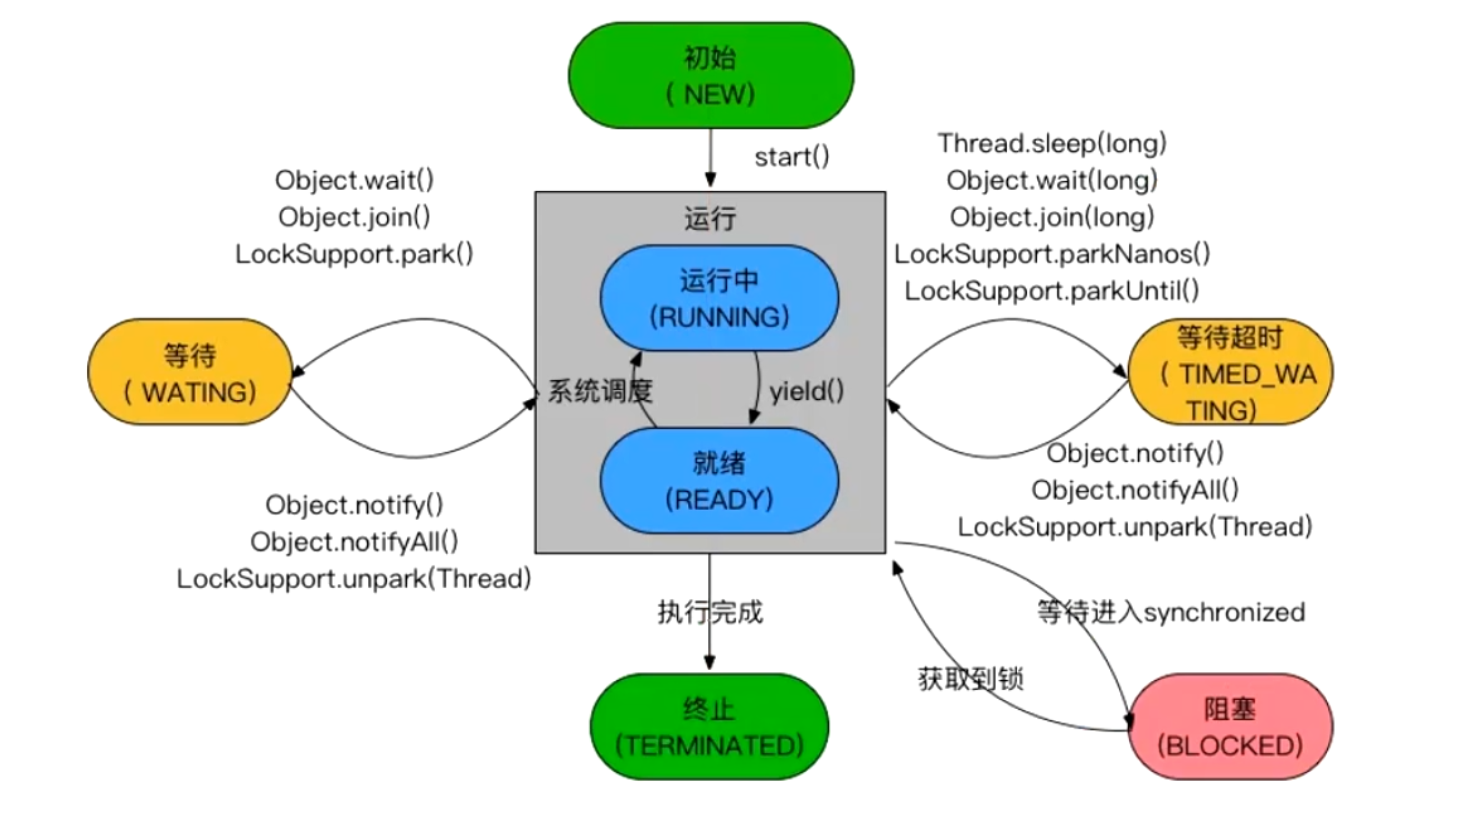 初始
( NEW)
start()
Object.wait()
Object.join()
LockSupport.park()
Thread.sleep(long)
Object.wait(long)
Object.join(long)
LockSupport.parkNanos()
LockSupport.parkUntil()
运行
运行中
(RUNNING)
等待
( WATING)
系统调度
yield()
等待超时
( TIMED_WA
TING)
就绪
(READY)
Object.notify()
Object.notifyAll()
LockSupport.unpark(Thread)
Object.notify()
Object.notifyAll()
LockSupport.unpark(Thread)
执行完成
等待进入synchronized
获取到锁
终止
(TERMINATED)
阻塞
(BLOCKED)